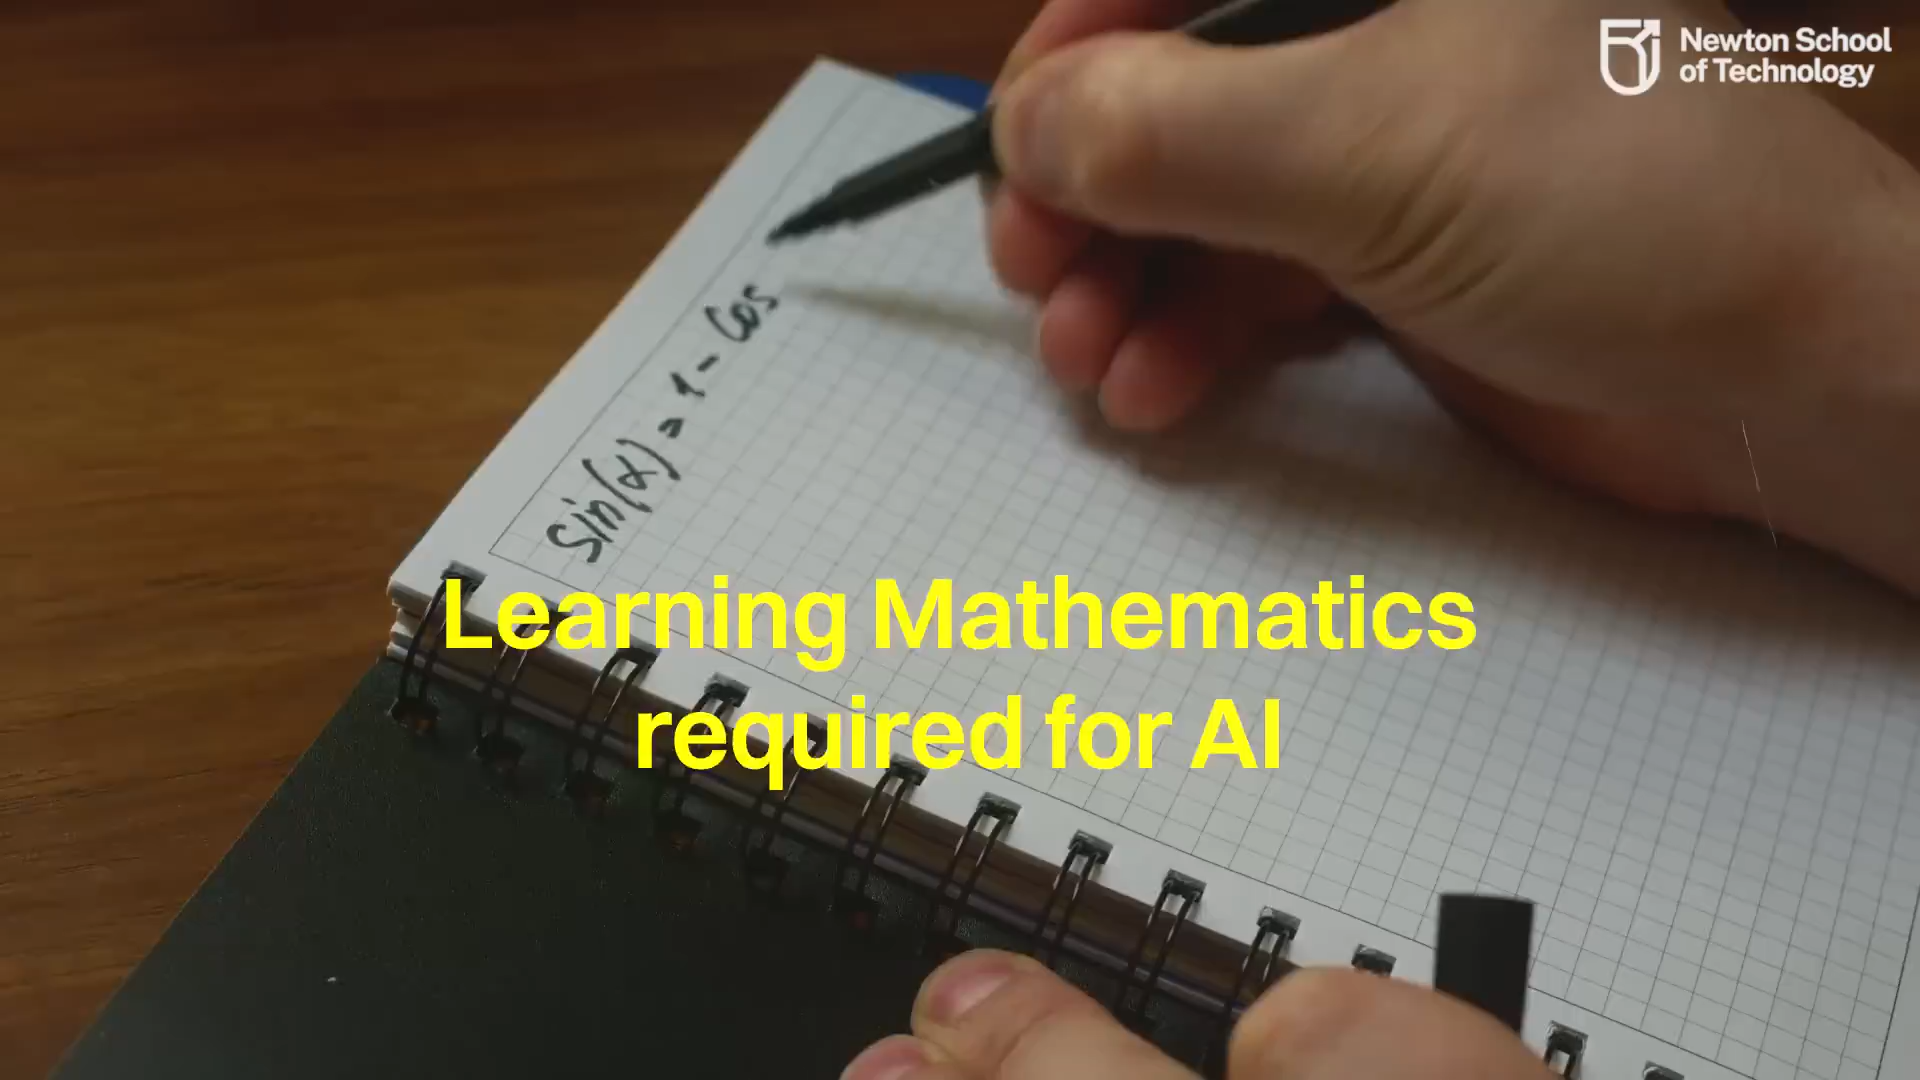 Newton School
of Technology
sin(α) = 1 - Cos
Learning Mathematics
required for AI